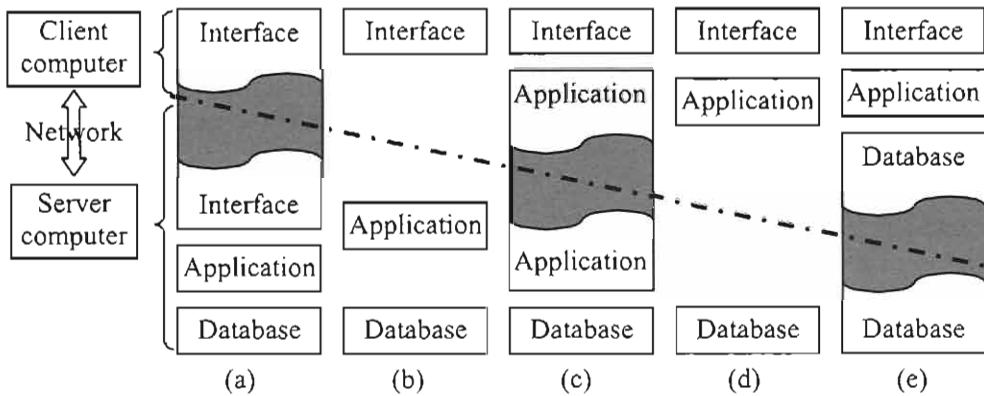 Client
computer
Network
Server
computer
Interface
Interface
Application
Database
(a)
Interface
Application
Database
(b)
Interface
Application
Application
Database
(c)
Interface
Application
Database
(d)
Interface
Application
Database
Database
(e)